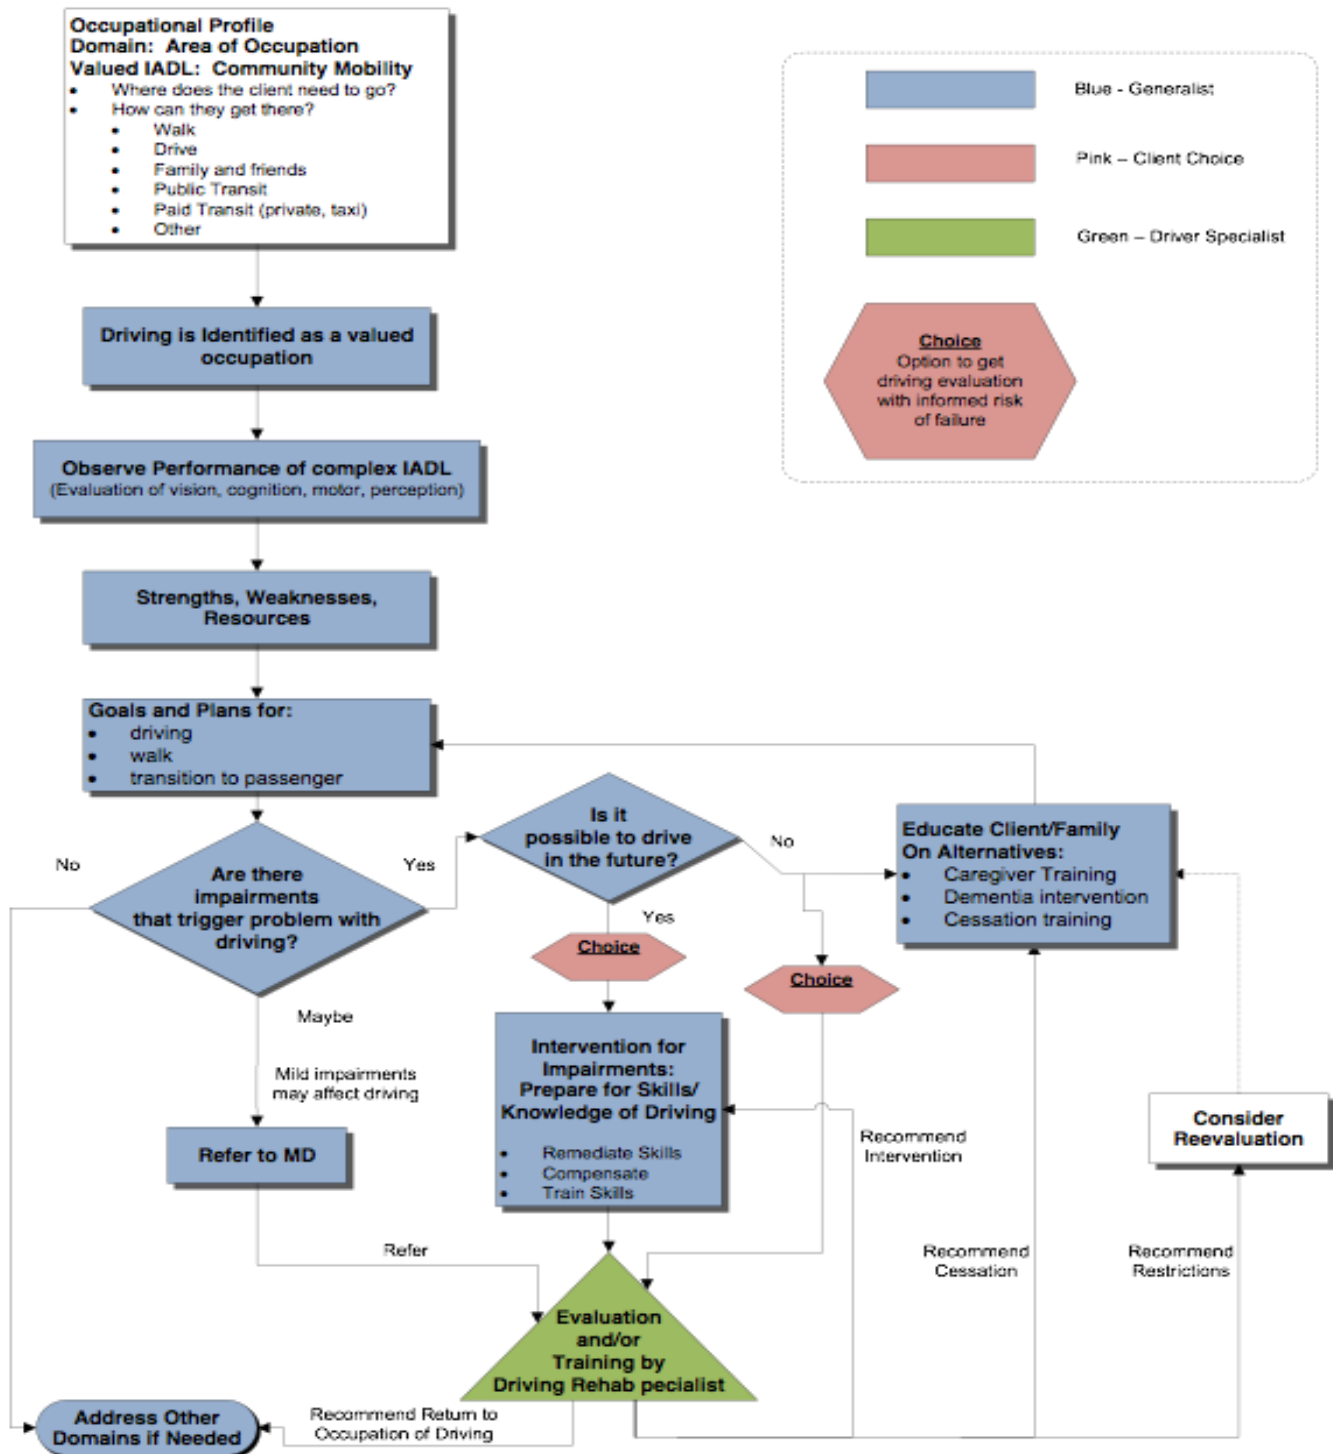 Occupational Profile
Domain:  Area of Occupation
Valued IADL:  Community Mobility
• Where does the client need to go?
• How can they get there?
• Walk
• Drive
• Family and friends
• Public Transit
• Paid Transit (private, taxi)
• Other
Blue - Generalist
Pink – Client Choice
Green – Driver Specialist
Choice
Option to get
driving evaluation
with informed risk
of failure
Driving is Identified as a valued
occupation
Observe Performance of complex IADL
(Evaluation of vision, cognition, motor, perception)
Strengths, Weaknesses,
Resources
Goals and Plans for:
• driving
• walk
• transition to passenger
Is it
possible to drive
in the future?
No
Yes
No
Are there
impairments
that trigger problem with
driving?
Yes
Educate Client/Family
On Alternatives:
• Caregiver Training
• Dementia intervention
• Cessation training
Choice
Choice
Maybe
Mild impairments
may affect driving
Refer to MD
Intervention for
Impairments:
Prepare for Skills/
Knowledge of Driving
• Remediate Skills
• Compensate
• Train Skills
Recommend
Intervention
Consider
Reevaluation
Refer
Recommend
Cessation
Recommend
Restrictions
Evaluation
and/or
Training by
Driving Rehab pecialist
Address Other
Domains if Needed
Recommend Return to
Occupation of Driving